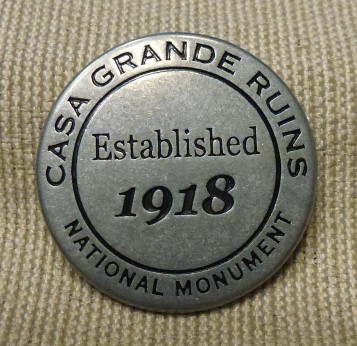 CASA GRANDE RUINS
Established
1918
NATIONAL MONUMENT